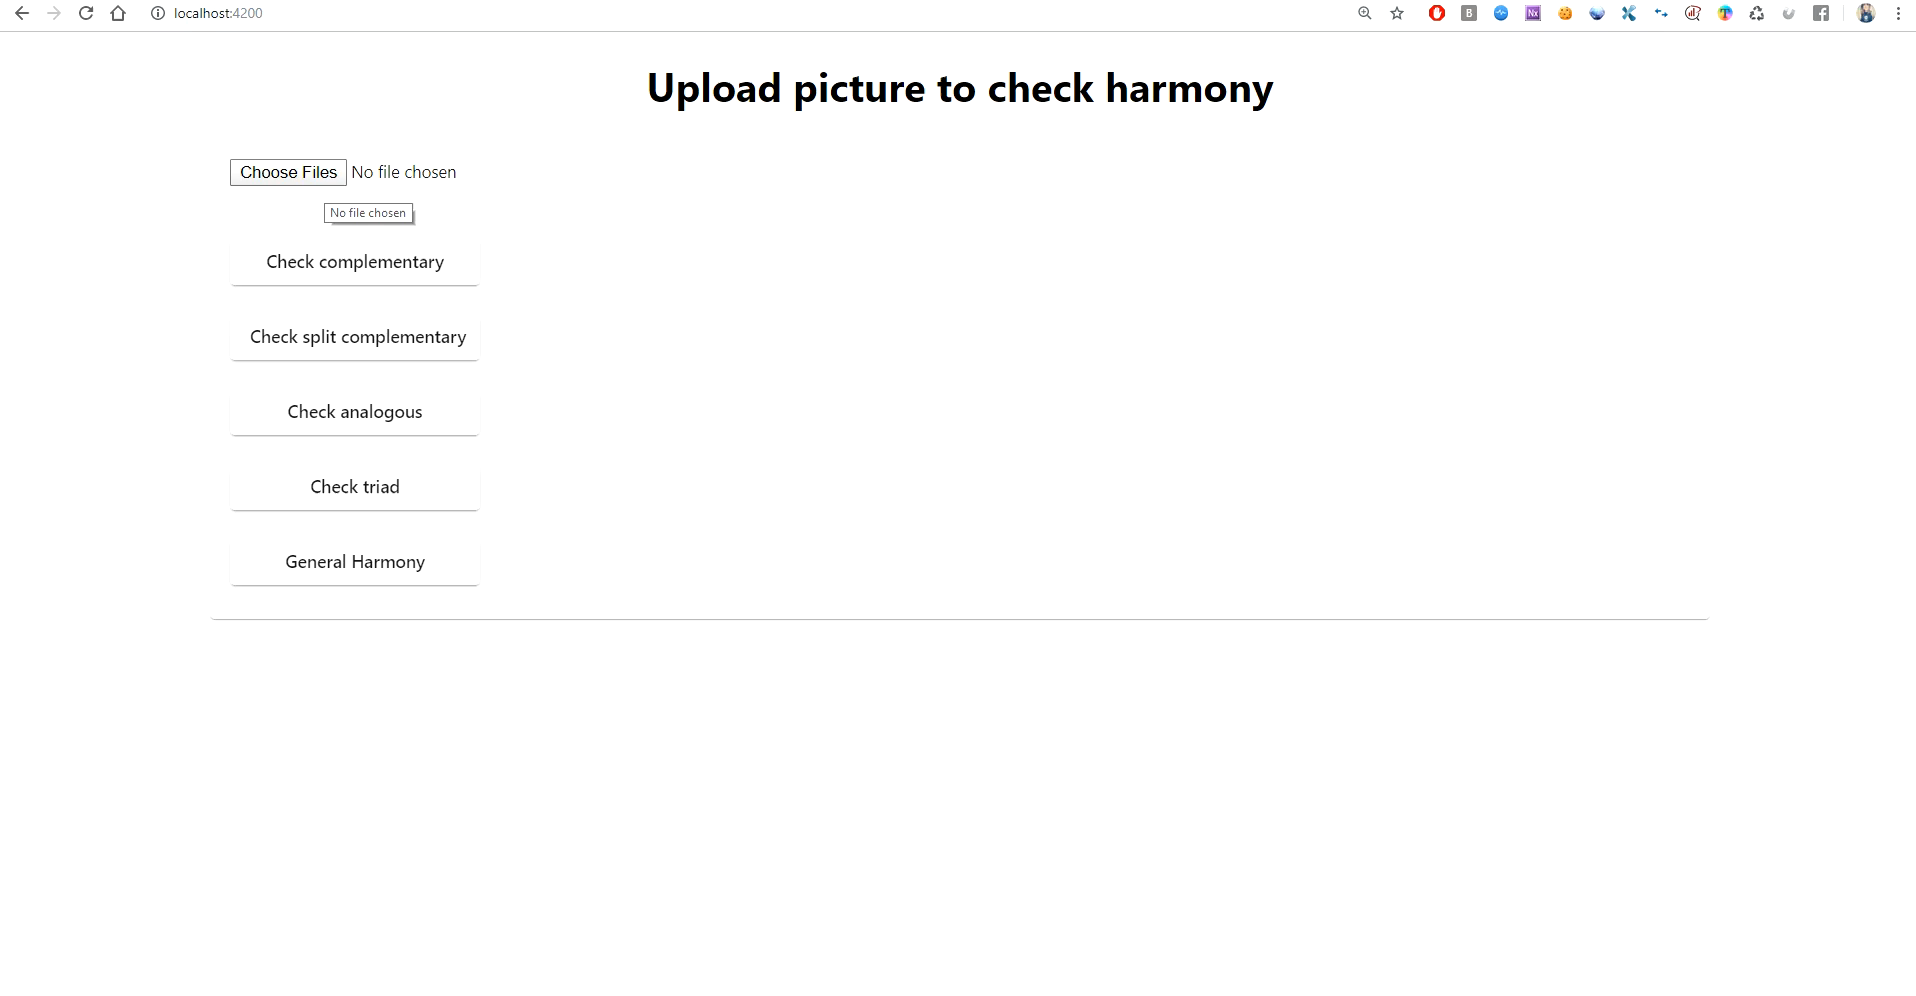 localhost:4200
B
Nx
T
Upload picture to check harmony
Choose Files No file chosen
No file chosen
Check complementary
Check split complementary
Check analogous
Check triad
General Harmony